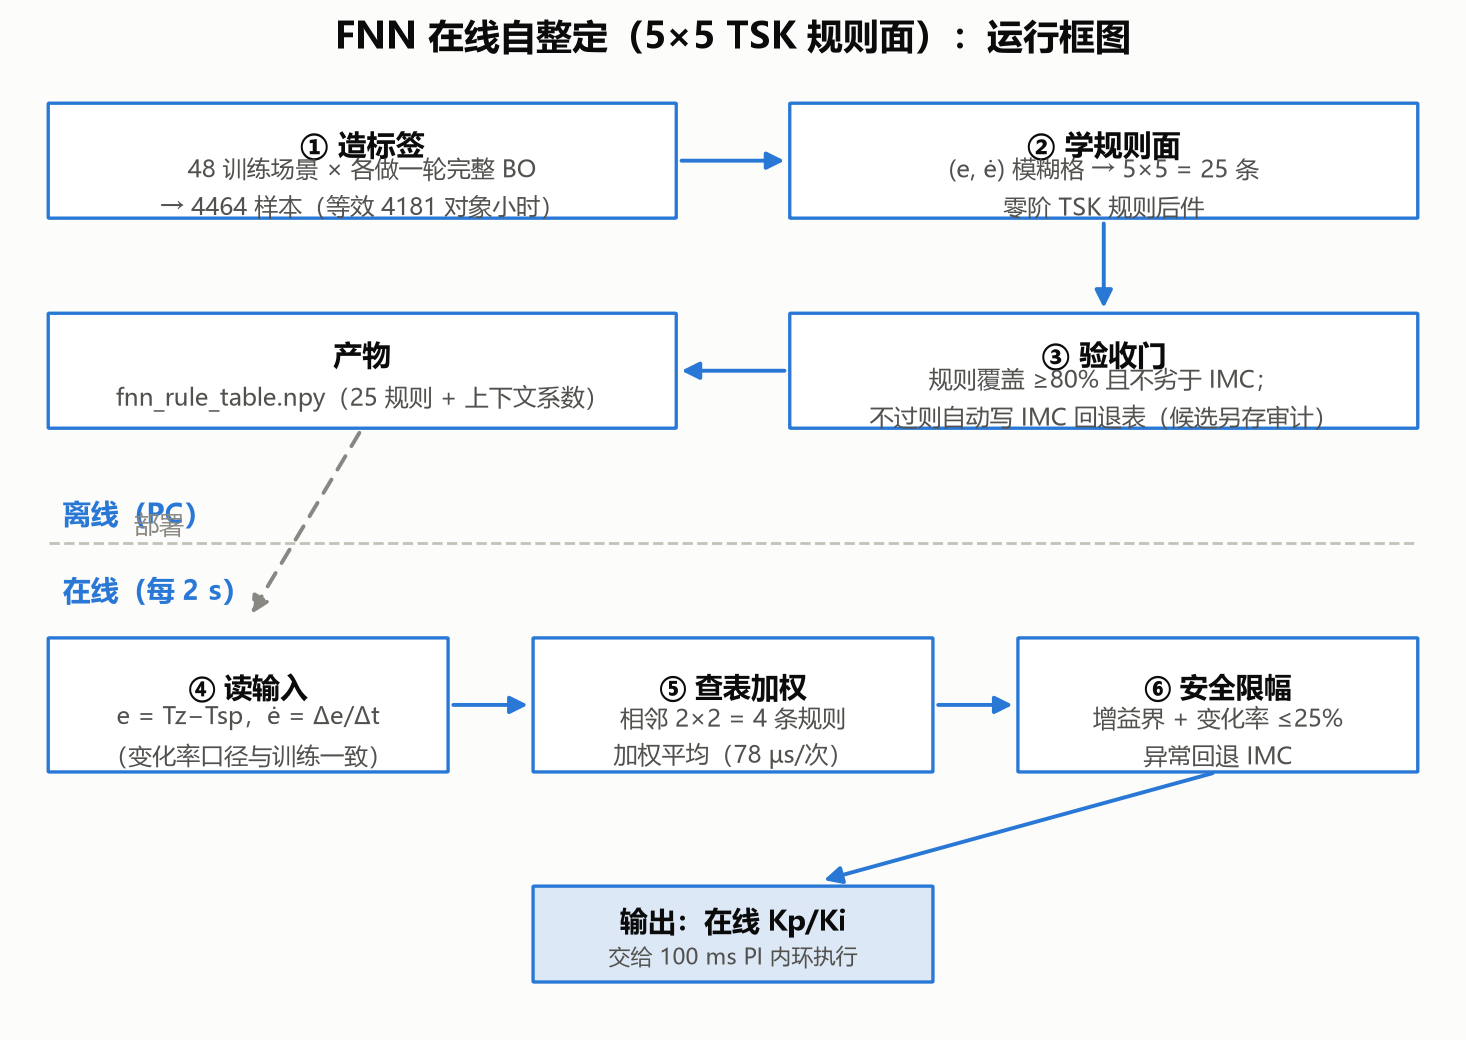 FNN 在线自整定（5×5 TSK 规则面）：运行框图
① 造标签
48 训练场景 × 各做一轮完整 BO
→ 4464 样本（等效 4181 对象小时）
② 学规则面
(e, ė) 模糊格 → 5×5 = 25 条
零阶 TSK 规则后件
产物
fnn_rule_table.npy（25 规则 + 上下文系数）
③ 验收门
规则覆盖 ≥80% 且不劣于 IMC；
不过则自动写 IMC 回退表（候选另存审计）
离线（PC）
部署
在线（每 2 s）
④ 读输入
e = Tz−Tsp，ė = Δe/Δt
（变化率口径与训练一致）
⑤ 查表加权
相邻 2×2 = 4 条规则
加权平均（78 μs/次）
⑥ 安全限幅
增益界 + 变化率 ≤25%
异常回退 IMC
输出：在线 Kp/Ki
交给 100 ms PI 内环执行